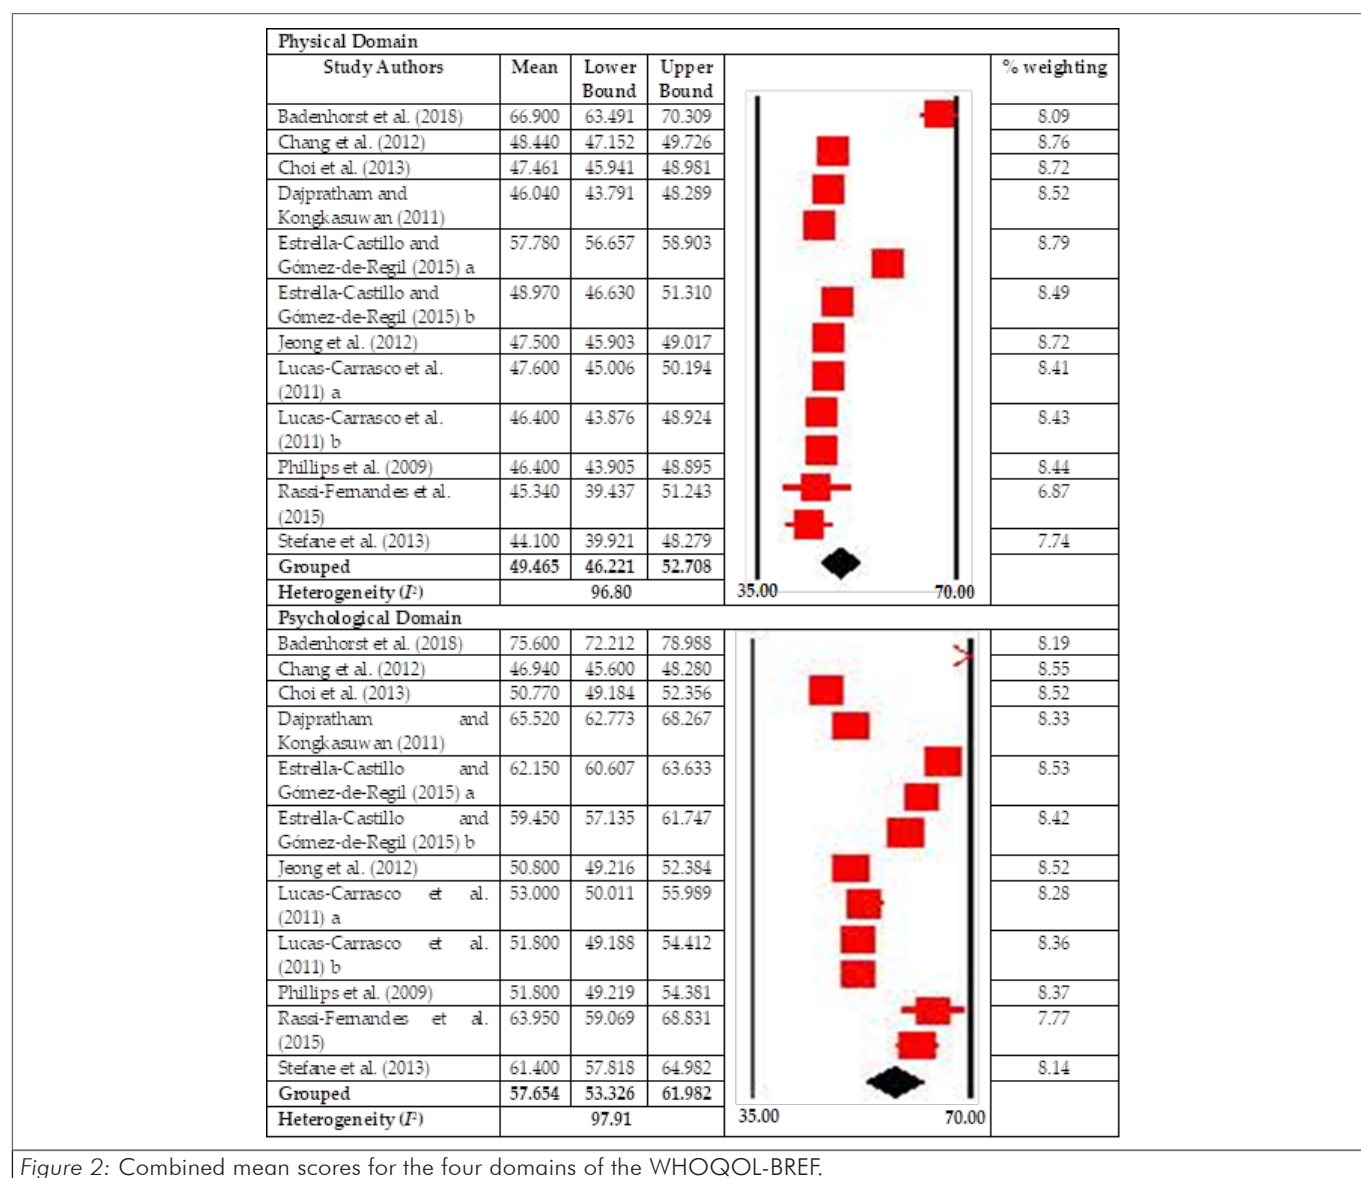 Physical Domain
Study Authors Mean Lower Bound Upper Bound % weighting
Badenhorst et al. (2018) 66.900 63.491 70.309 8.09
Chang et al. (2012) 48.440 47.152 49.726 8.76
Choi et al. (2013) 47.461 45.941 48.981 8.72
Dajpratham and 46.040 43.791 48.289 8.52
Kongkasuwan (2011)
Estrella-Castillo and 57.780 56.657 58.903 8.79
Gómez-de-Regil (2015) a
Estrella-Castillo and 48.970 46.630 51.310 8.49
Gómez-de-Regil (2015) b
Jeong et al. (2012) 47.500 45.903 49.017 8.72
Lucas-Carrasco et al. 47.600 45.006 50.194 8.41
(2011) a
Lucas-Carrasco et al. 46.400 43.876 48.924 8.43
(2011) b
Phillips et al. (2009) 46.400 43.905 48.895 8.44
Rassi-Fernandes et al. 45.340 39.437 51.243 6.87
(2015)
Stefane et al. (2013) 44.100 39.921 48.279 7.74
Grouped 49.465 46.221 52.708
Heterogeneity (I²) 96.80 35.00 70.00
Psychological Domain
Badenhorst et al. (2018) 75.600 72.212 78.988 8.19
Chang et al. (2012) 46.940 45.600 48.280 8.55
Choi et al. (2013) 50.770 49.184 52.356 8.52
Dajpratham and 65.520 62.773 68.267 8.33
Kongkasuwan (2011)
Estrella-Castillo and 62.150 60.607 63.633 8.53
Gómez-de-Regil (2015) a
Estrella-Castillo and 59.450 57.135 61.747 8.42
Gómez-de-Regil (2015) b
Jeong et al. (2012) 50.800 49.216 52.384 8.52
Lucas-Carrasco et al. 53.000 50.011 55.989 8.28
(2011) a
Lucas-Carrasco et al. 51.800 49.188 54.412 8.36
(2011) b
Phillips et al. (2009) 51.800 49.219 54.381 8.37
Rassi-Fernandes et al. 63.950 59.069 68.831 7.77
(2015)
Stefane et al. (2013) 61.400 57.818 64.982 8.14
Grouped 57.654 53.326 61.982
Heterogeneity (I²) 97.91 35.00 70.00
Figure 2: Combined mean scores for the four domains of the WHOQOL-BREF.